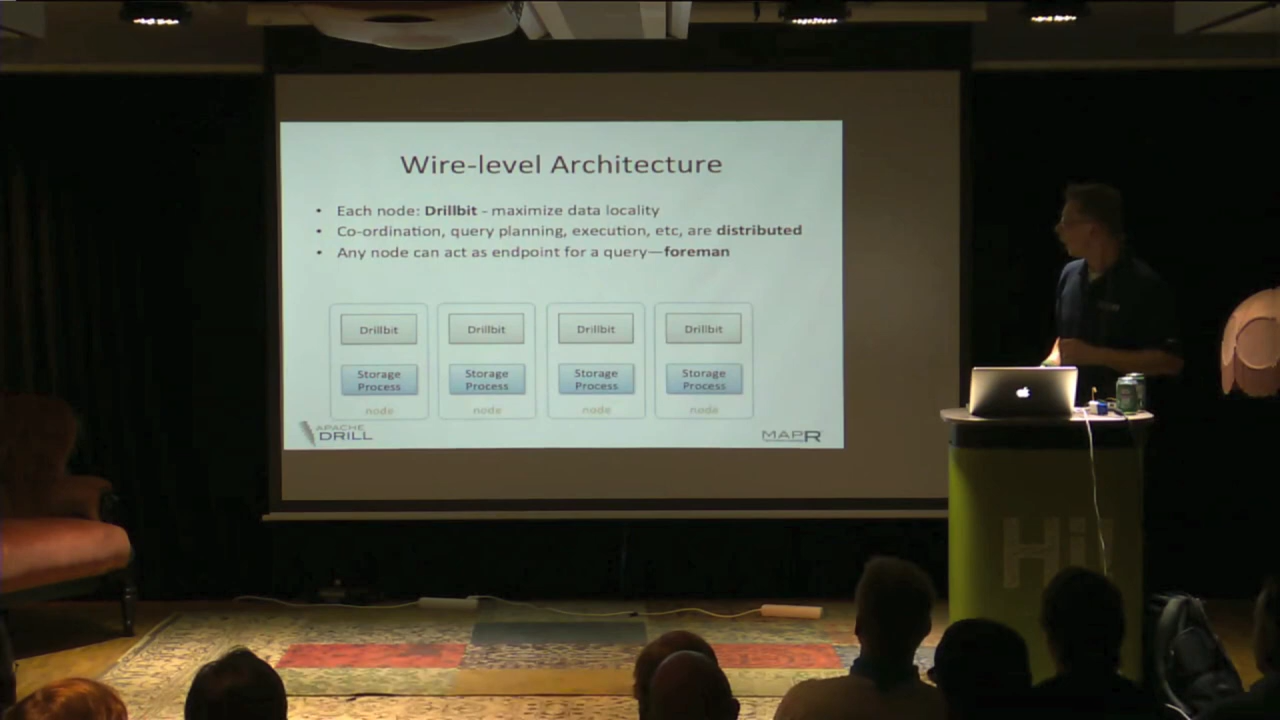 Wire-level Architecture
• Each node: Drillbit - maximize data locality
• Co-ordination, query planning, execution, etc, are distributed
• Any node can act as endpoint for a query—foreman
Drillbit Drillbit Drillbit Drillbit
Storage Process Storage Process Storage Process Storage Process
node node node node
APACHE
DRILL
MAPR
Hi